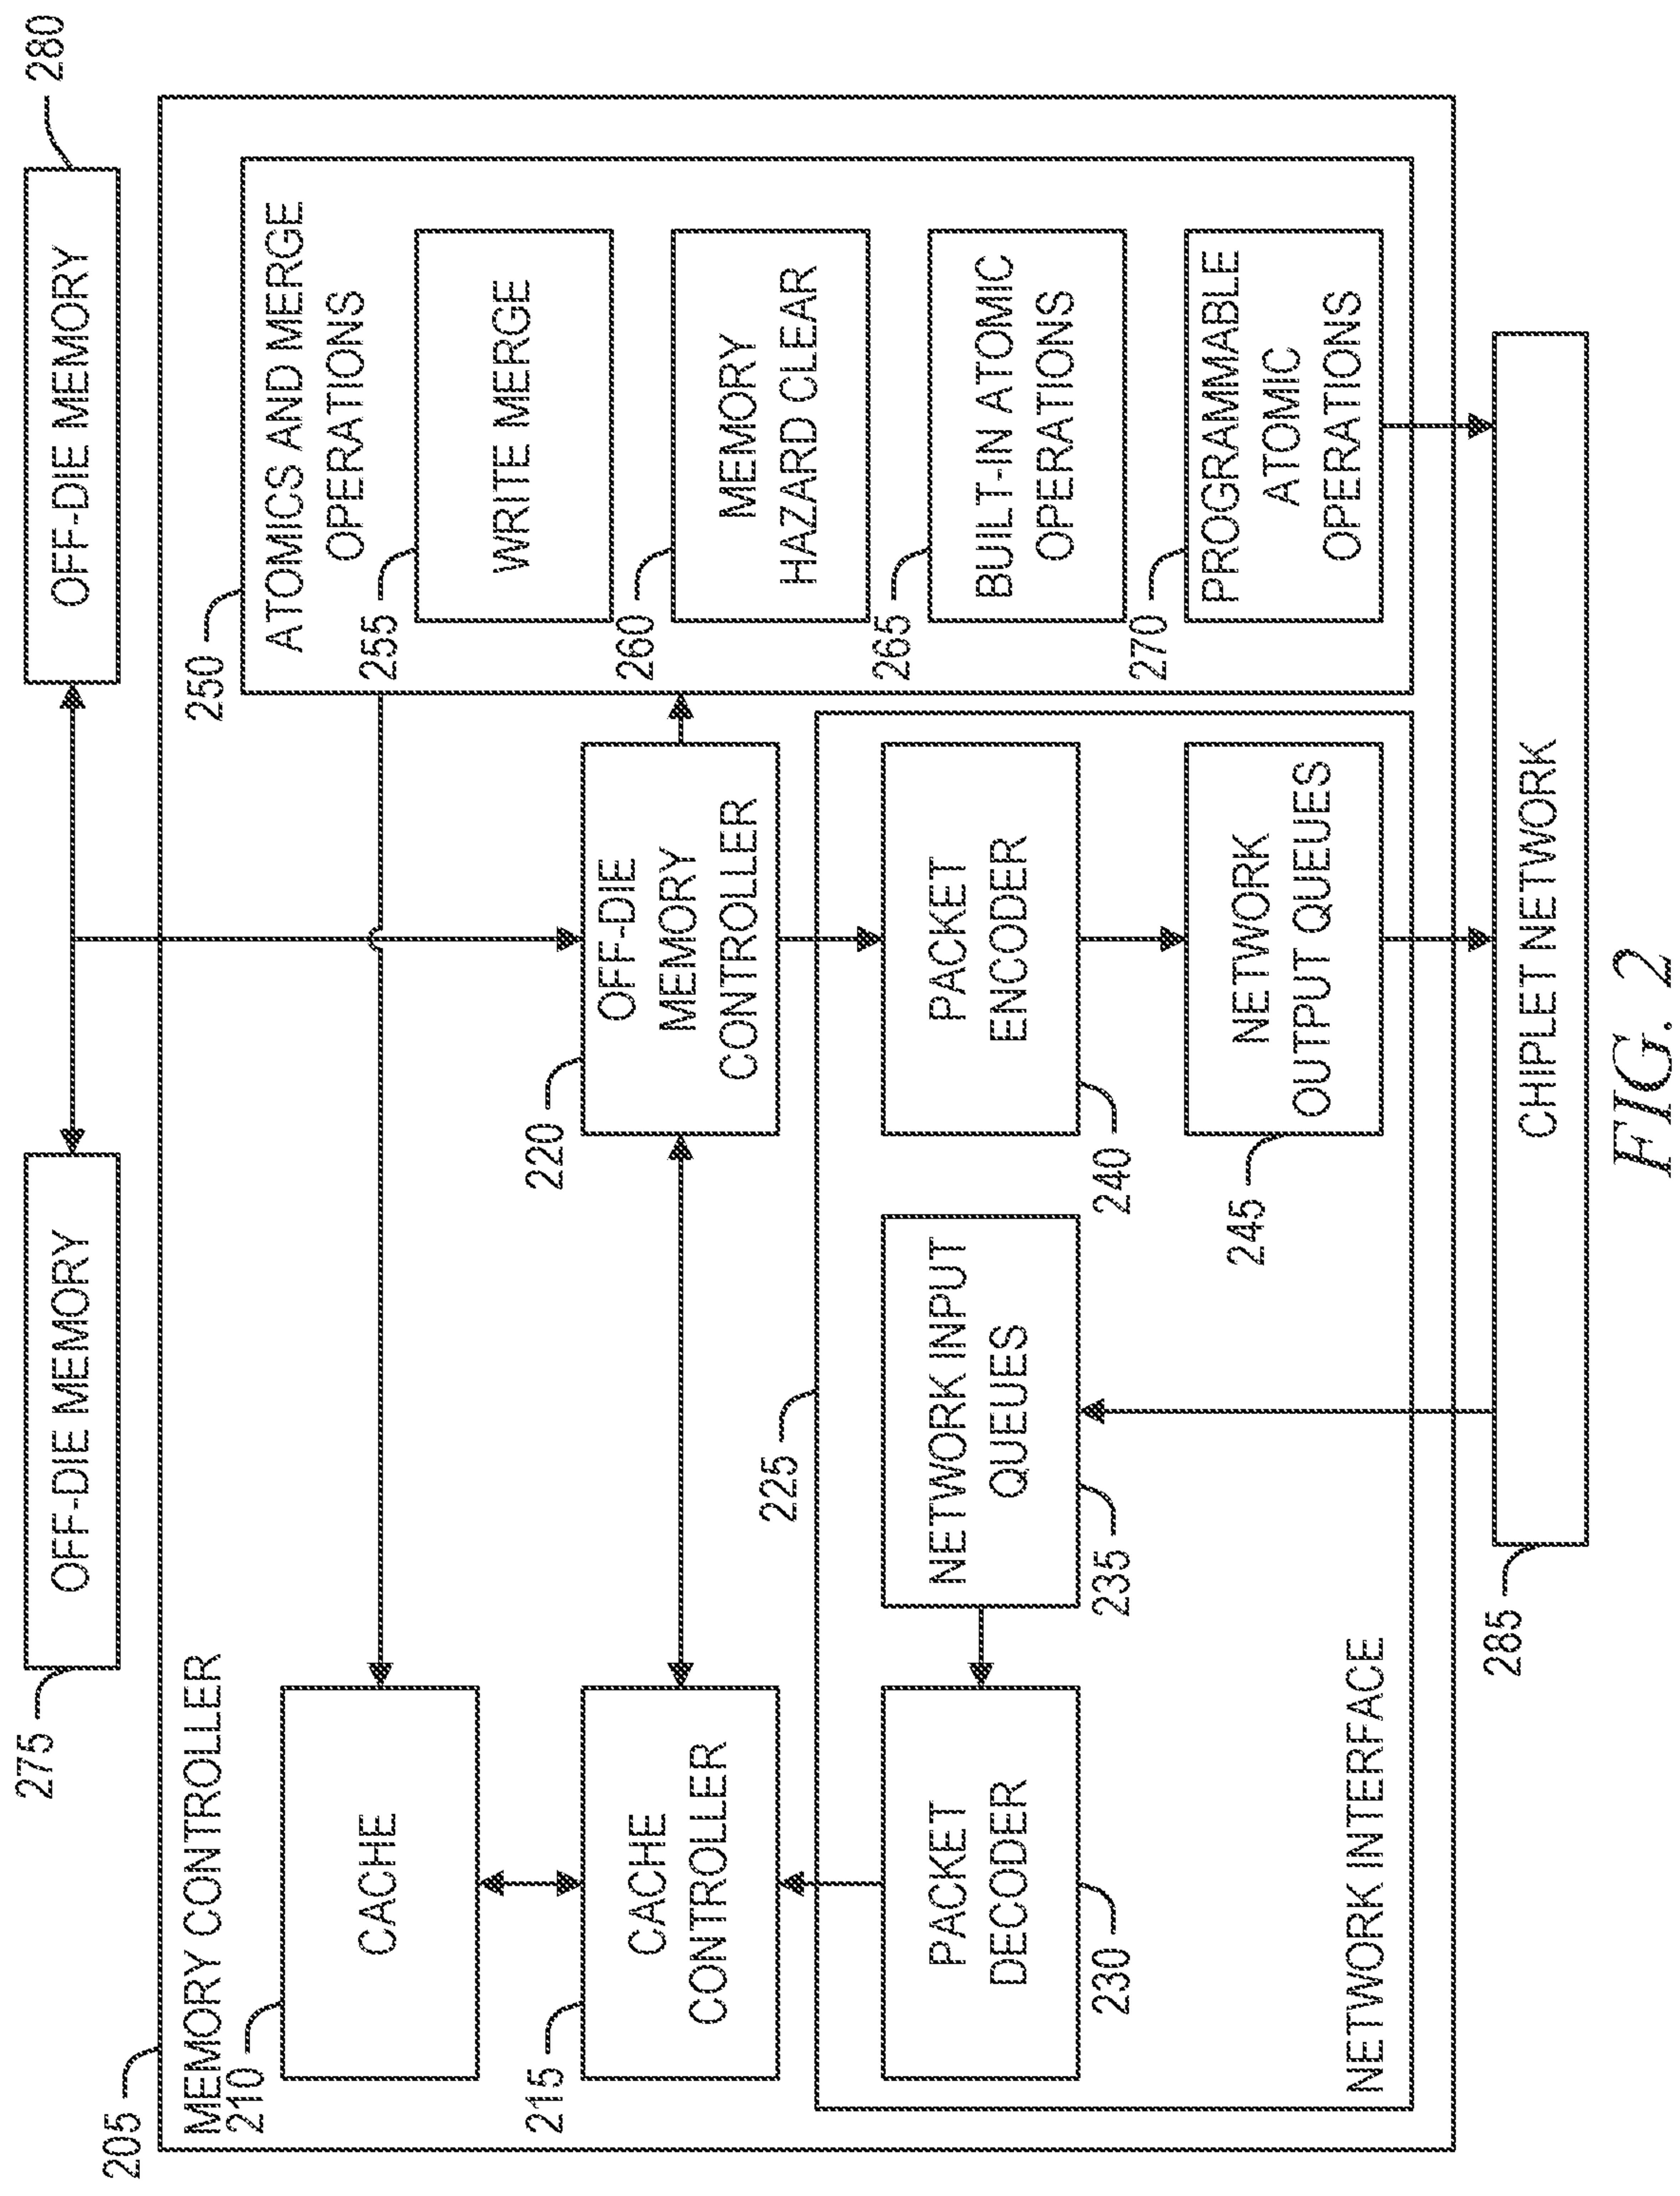 275
OFF-DIE MEMORY
OFF-DIE MEMORY
280
205
MEMORY CONTROLLER
210
CACHE
250
ATOMICS AND MERGE
OPERATIONS
255
WRITE MERGE
215
CACHE
CONTROLLER
220
OFF-DIE
MEMORY
CONTROLLER
260
MEMORY
HAZARD CLEAR
225
PACKET
DECODER
230
NETWORK INPUT
QUEUES
235
PACKET
ENCODER
240
265
BUILT-IN ATOMIC
OPERATIONS
NETWORK
OUTPUT QUEUES
245
270
PROGRAMMABLE
ATOMIC
OPERATIONS
NETWORK INTERFACE
285
CHIPLET NETWORK
FIG. 2